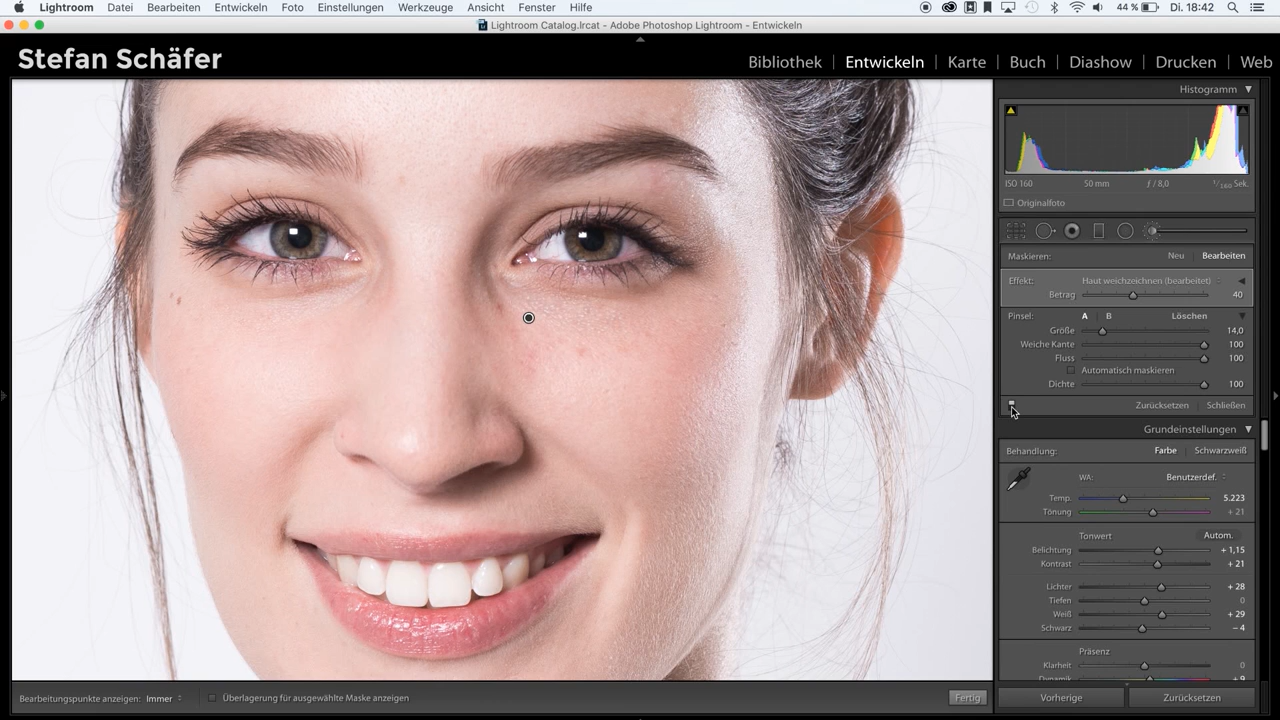 Lightroom Datei Bearbeiten Entwickeln Foto Einstellungen Werkzeuge Ansicht Fenster Hilfe 44 % Di. 18:42
Lightroom Catalog.lrcat - Adobe Photoshop Lightroom - Entwickeln
Stefan Schäfer
Bibliothek | Entwickeln | Karte | Buch | Diashow | Drucken | Web
Histogramm
ISO 160 50 mm ƒ / 8,0 1/160 Sek.
Originalfoto
Maskieren: Neu Bearbeiten
Effekt: Haut weichzeichnen (bearbeitet)
Betrag 40
Pinsel: A | B Löschen
Größe 14,0
Weiche Kante 100
Fluss 100
Automatisch maskieren
Dichte 100
Zurücksetzen | Schließen
Grundeinstellungen
Behandlung: Farbe | Schwarzweiß
WA: Benutzerdef.
Temp. 5.223
Tönung + 21
Tonwert Autom.
Belichtung + 1,15
Kontrast + 21
Lichter + 28
Tiefen 0
Weiß + 29
Schwarz − 4
Präsenz
Klarheit 0
Dynamik + 9
Bearbeitungspunkte anzeigen: Immer Überlagerung für ausgewählte Maske anzeigen Fertig
Vorherige Zurücksetzen